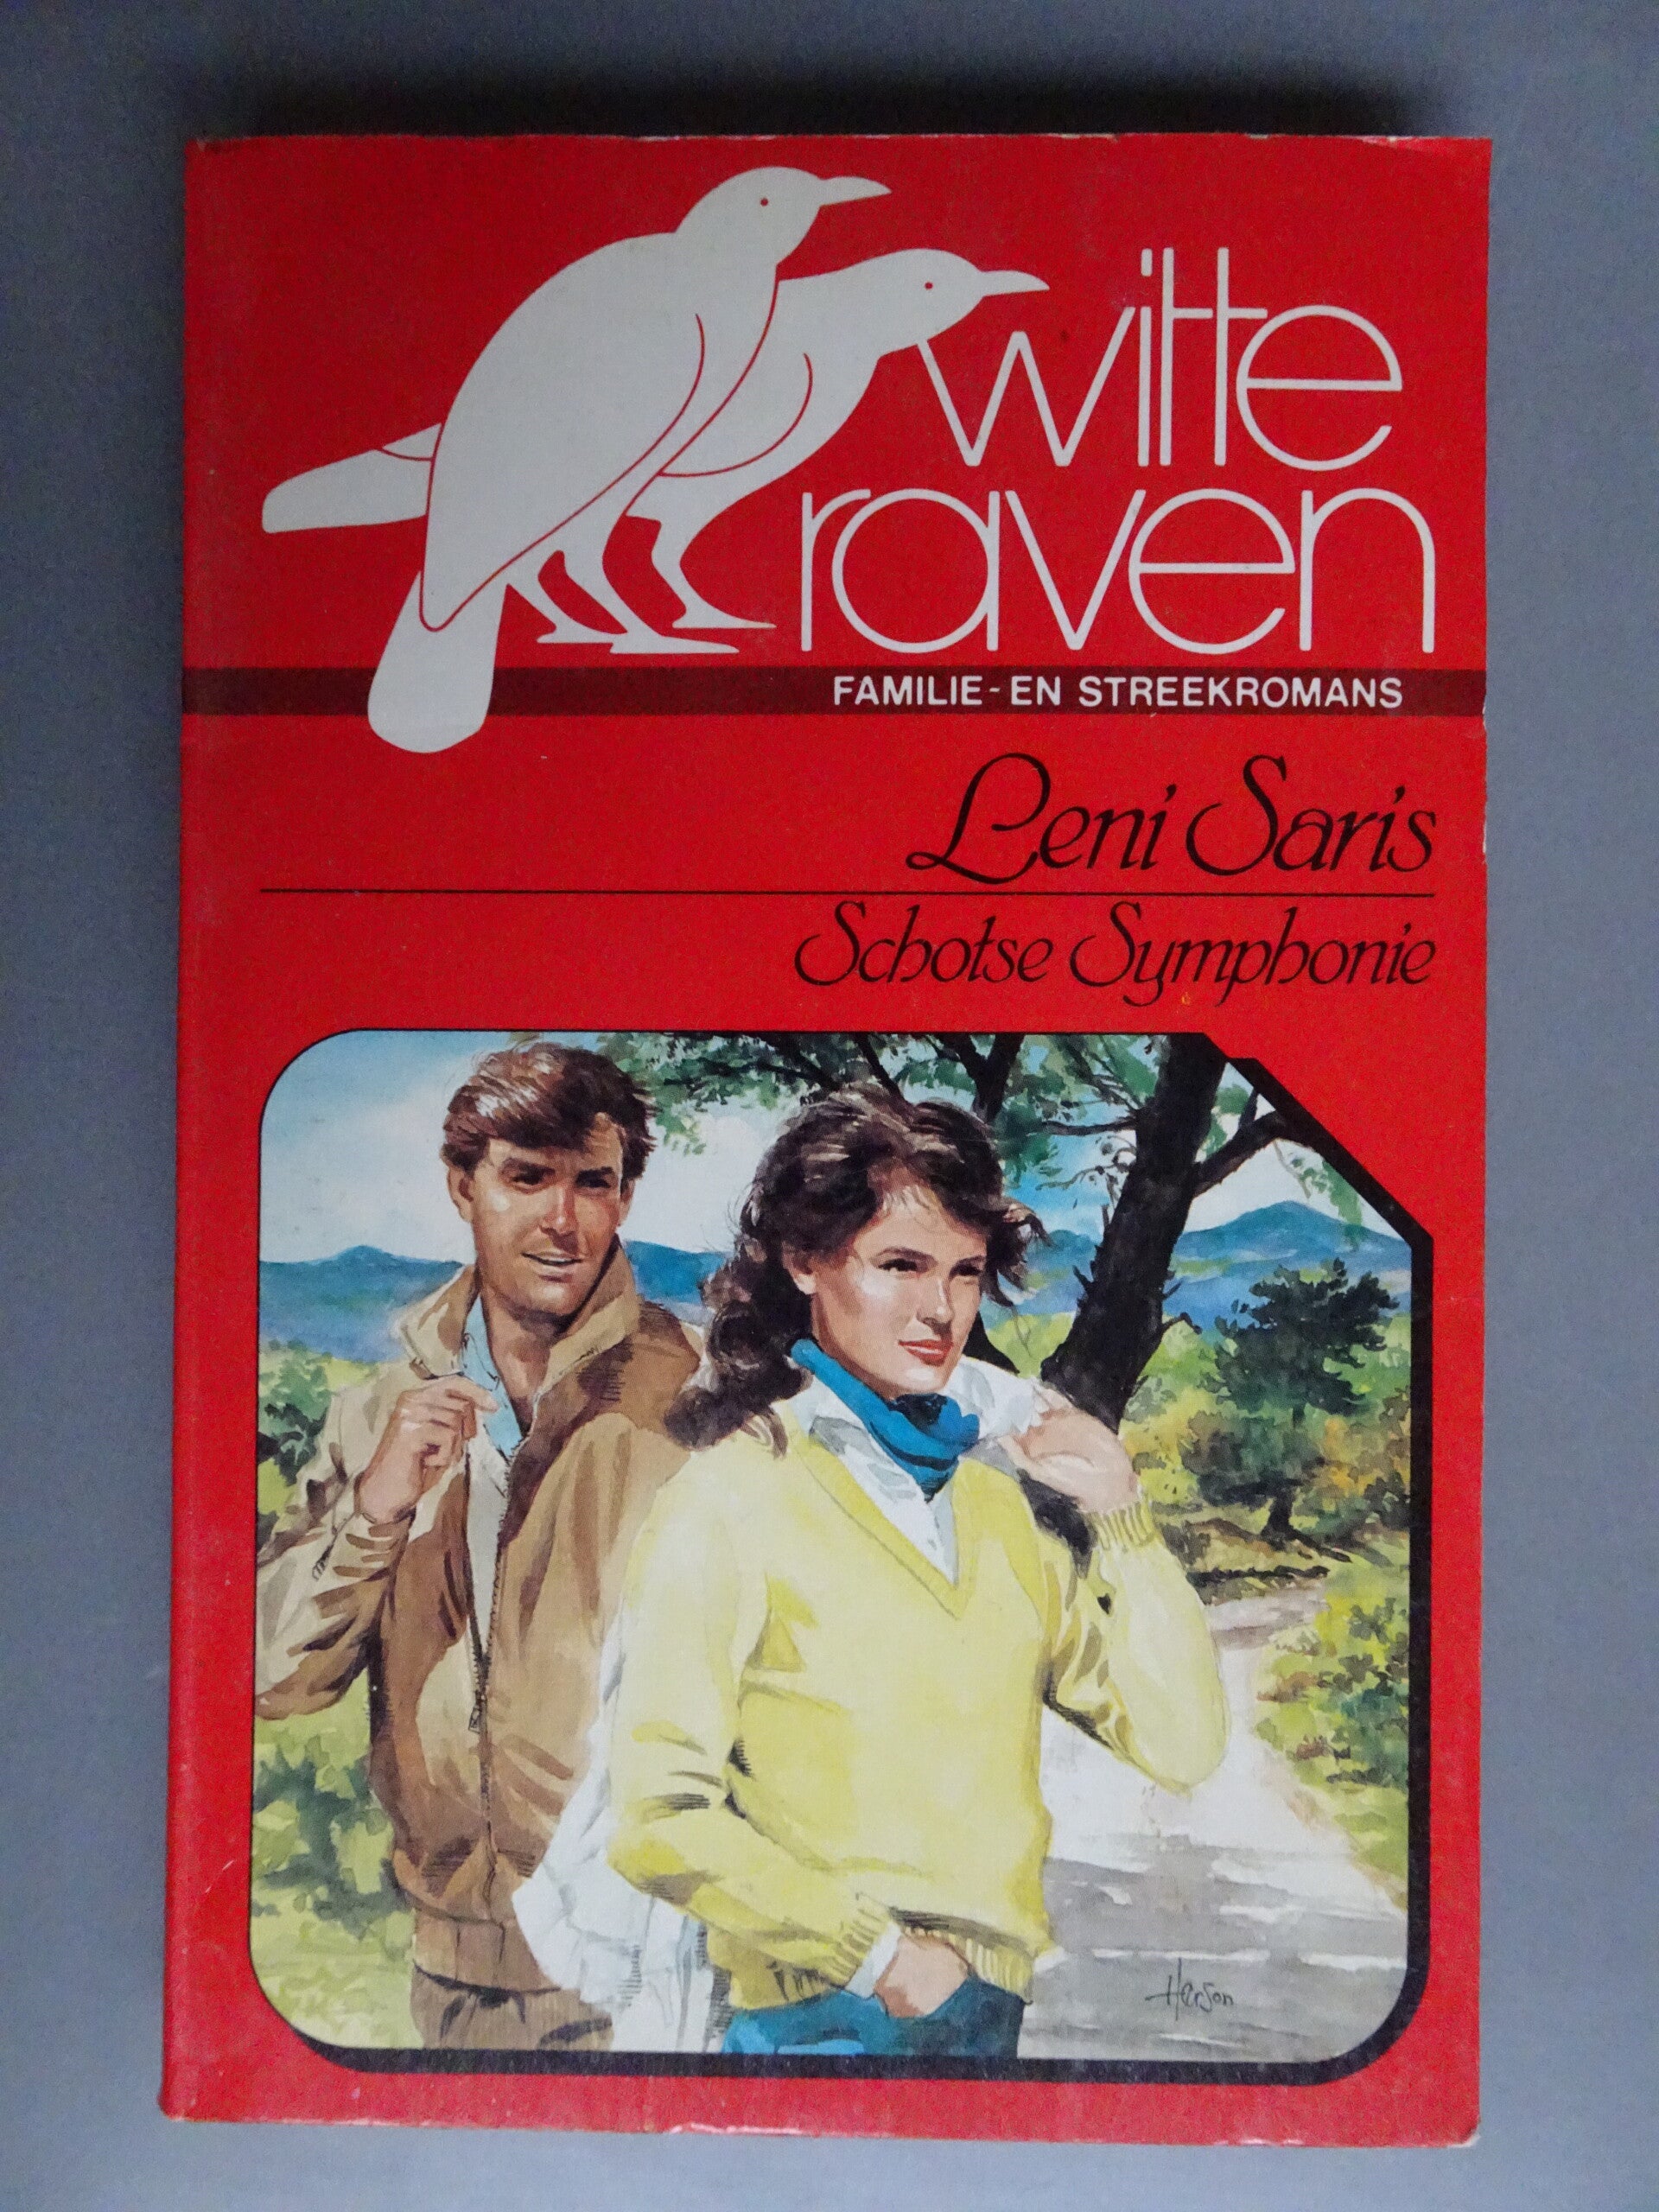 witte
raven
FAMILIE-EN STREEKROMANS
Leni Saris
Schotse Symphonie
Herson